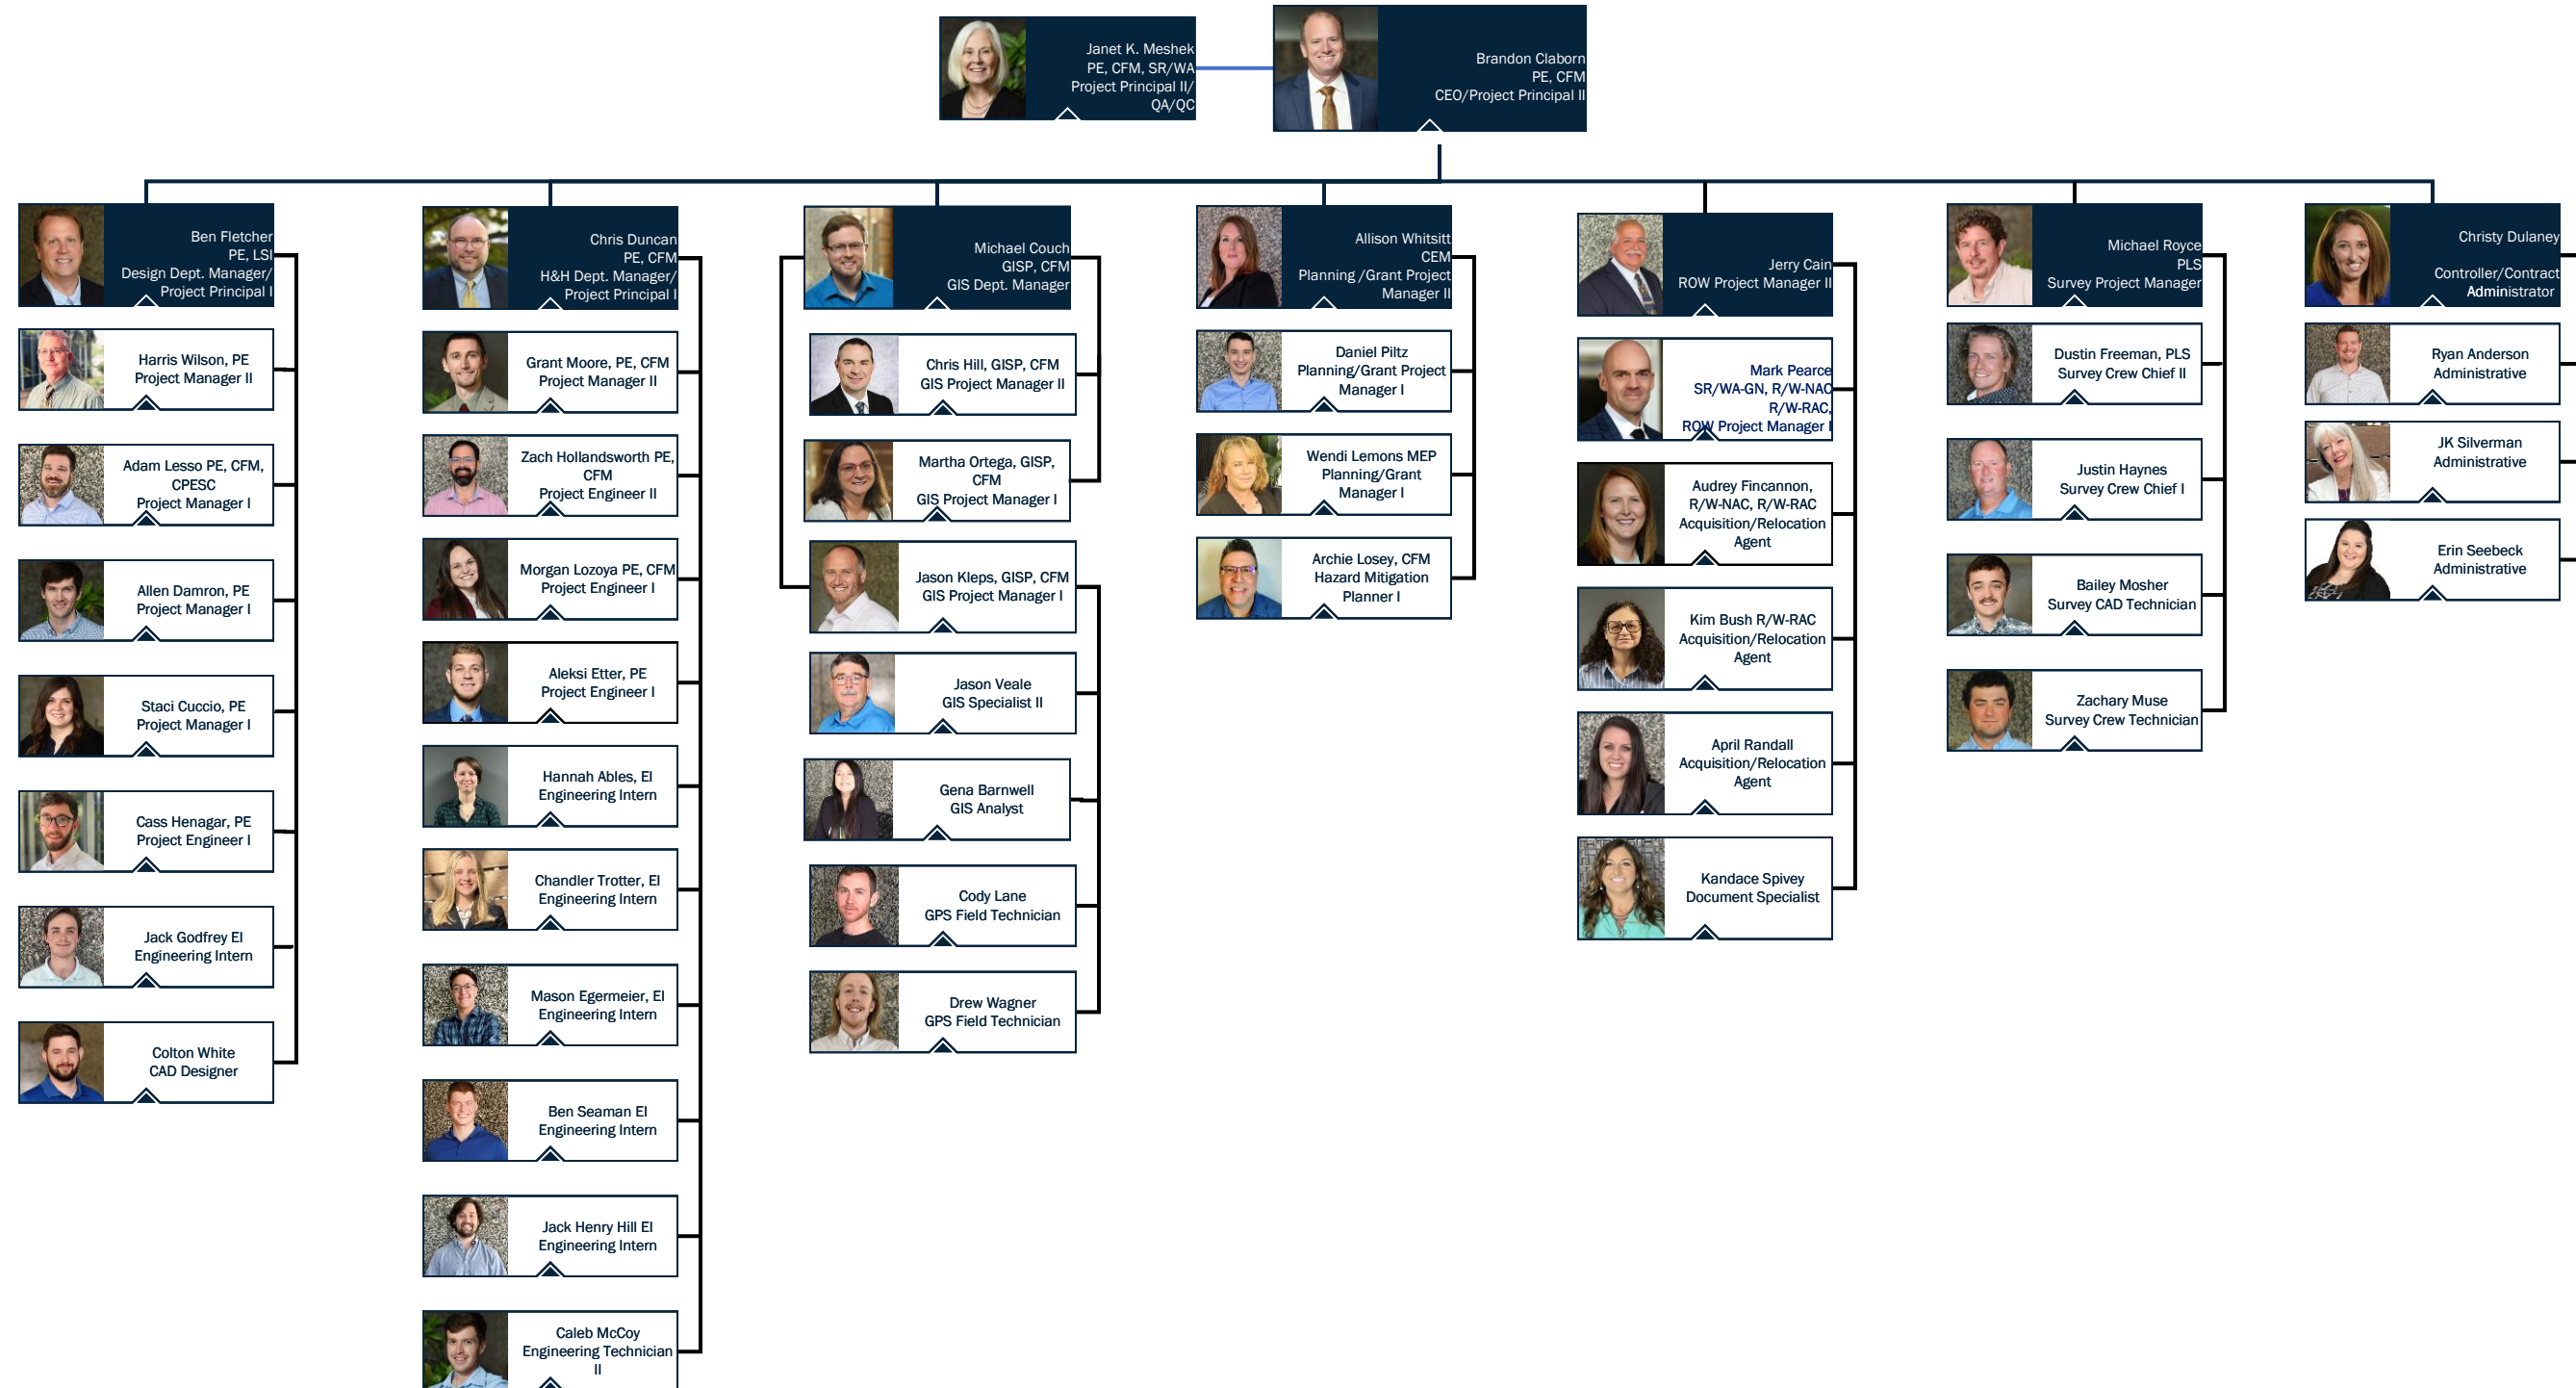 Janet K. Meshek
PE, CFM, SR/WA
Project Principal II/
QA/QC
Brandon Claborn
PE, CFM
CEO/Project Principal II
Ben Fletcher
PE, LSI
Design Dept. Manager/
Project Principal I
Harris Wilson, PE
Project Manager II
Adam Lesso PE, CFM,
CPESC
Project Manager I
Allen Damron, PE
Project Manager I
Staci Cuccio, PE
Project Manager I
Cass Henagar, PE
Project Engineer I
Jack Godfrey EI
Engineering Intern
Colton White
CAD Designer
Chris Duncan
PE, CFM
H&H Dept. Manager/
Project Principal I
Grant Moore, PE, CFM
Project Manager II
Zach Hollandsworth PE,
CFM
Project Engineer II
Morgan Lozoya PE, CFM
Project Engineer I
Aleksi Etter, PE
Project Engineer I
Hannah Ables, EI
Engineering Intern
Chandler Trotter, EI
Engineering Intern
Mason Egermeier, EI
Engineering Intern
Ben Seaman EI
Engineering Intern
Jack Henry Hill EI
Engineering Intern
Caleb McCoy
Engineering Technician
II
Michael Couch
GISP, CFM
GIS Dept. Manager
Chris Hill, GISP, CFM
GIS Project Manager II
Martha Ortega, GISP,
CFM
GIS Project Manager I
Jason Kleps, GISP, CFM
GIS Project Manager I
Jason Veale
GIS Specialist II
Gena Barnwell
GIS Analyst
Cody Lane
GPS Field Technician
Drew Wagner
GPS Field Technician
Allison Whitsitt
CEM
Planning /Grant Project
Manager II
Daniel Piltz
Planning/Grant Project
Manager I
Wendi Lemons MEP
Planning/Grant
Manager I
Archie Losey, CFM
Hazard Mitigation
Planner I
Jerry Cain
ROW Project Manager II
Mark Pearce
SR/WA-GN, R/W-NAC
R/W-RAC,
ROW Project Manager I
Audrey Fincannon,
R/W-NAC, R/W-RAC
Acquisition/Relocation
Agent
Kim Bush R/W-RAC
Acquisition/Relocation
Agent
April Randall
Acquisition/Relocation
Agent
Kandace Spivey
Document Specialist
Michael Royce
PLS
Survey Project Manager
Dustin Freeman, PLS
Survey Crew Chief II
Justin Haynes
Survey Crew Chief I
Bailey Mosher
Survey CAD Technician
Zachary Muse
Survey Crew Technician
Christy Dulaney
Controller/Contract
Administrator
Ryan Anderson
Administrative
JK Silverman
Administrative
Erin Seebeck
Administrative